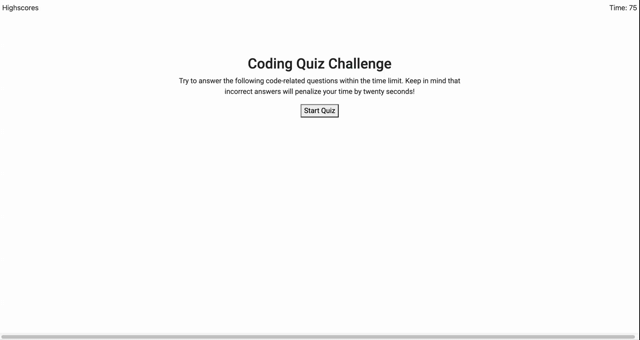 Highscores
Time: 75
Coding Quiz Challenge
Try to answer the following code-related questions within the time limit. Keep in mind that
incorrect answers will penalize your time by twenty seconds!
Start Quiz